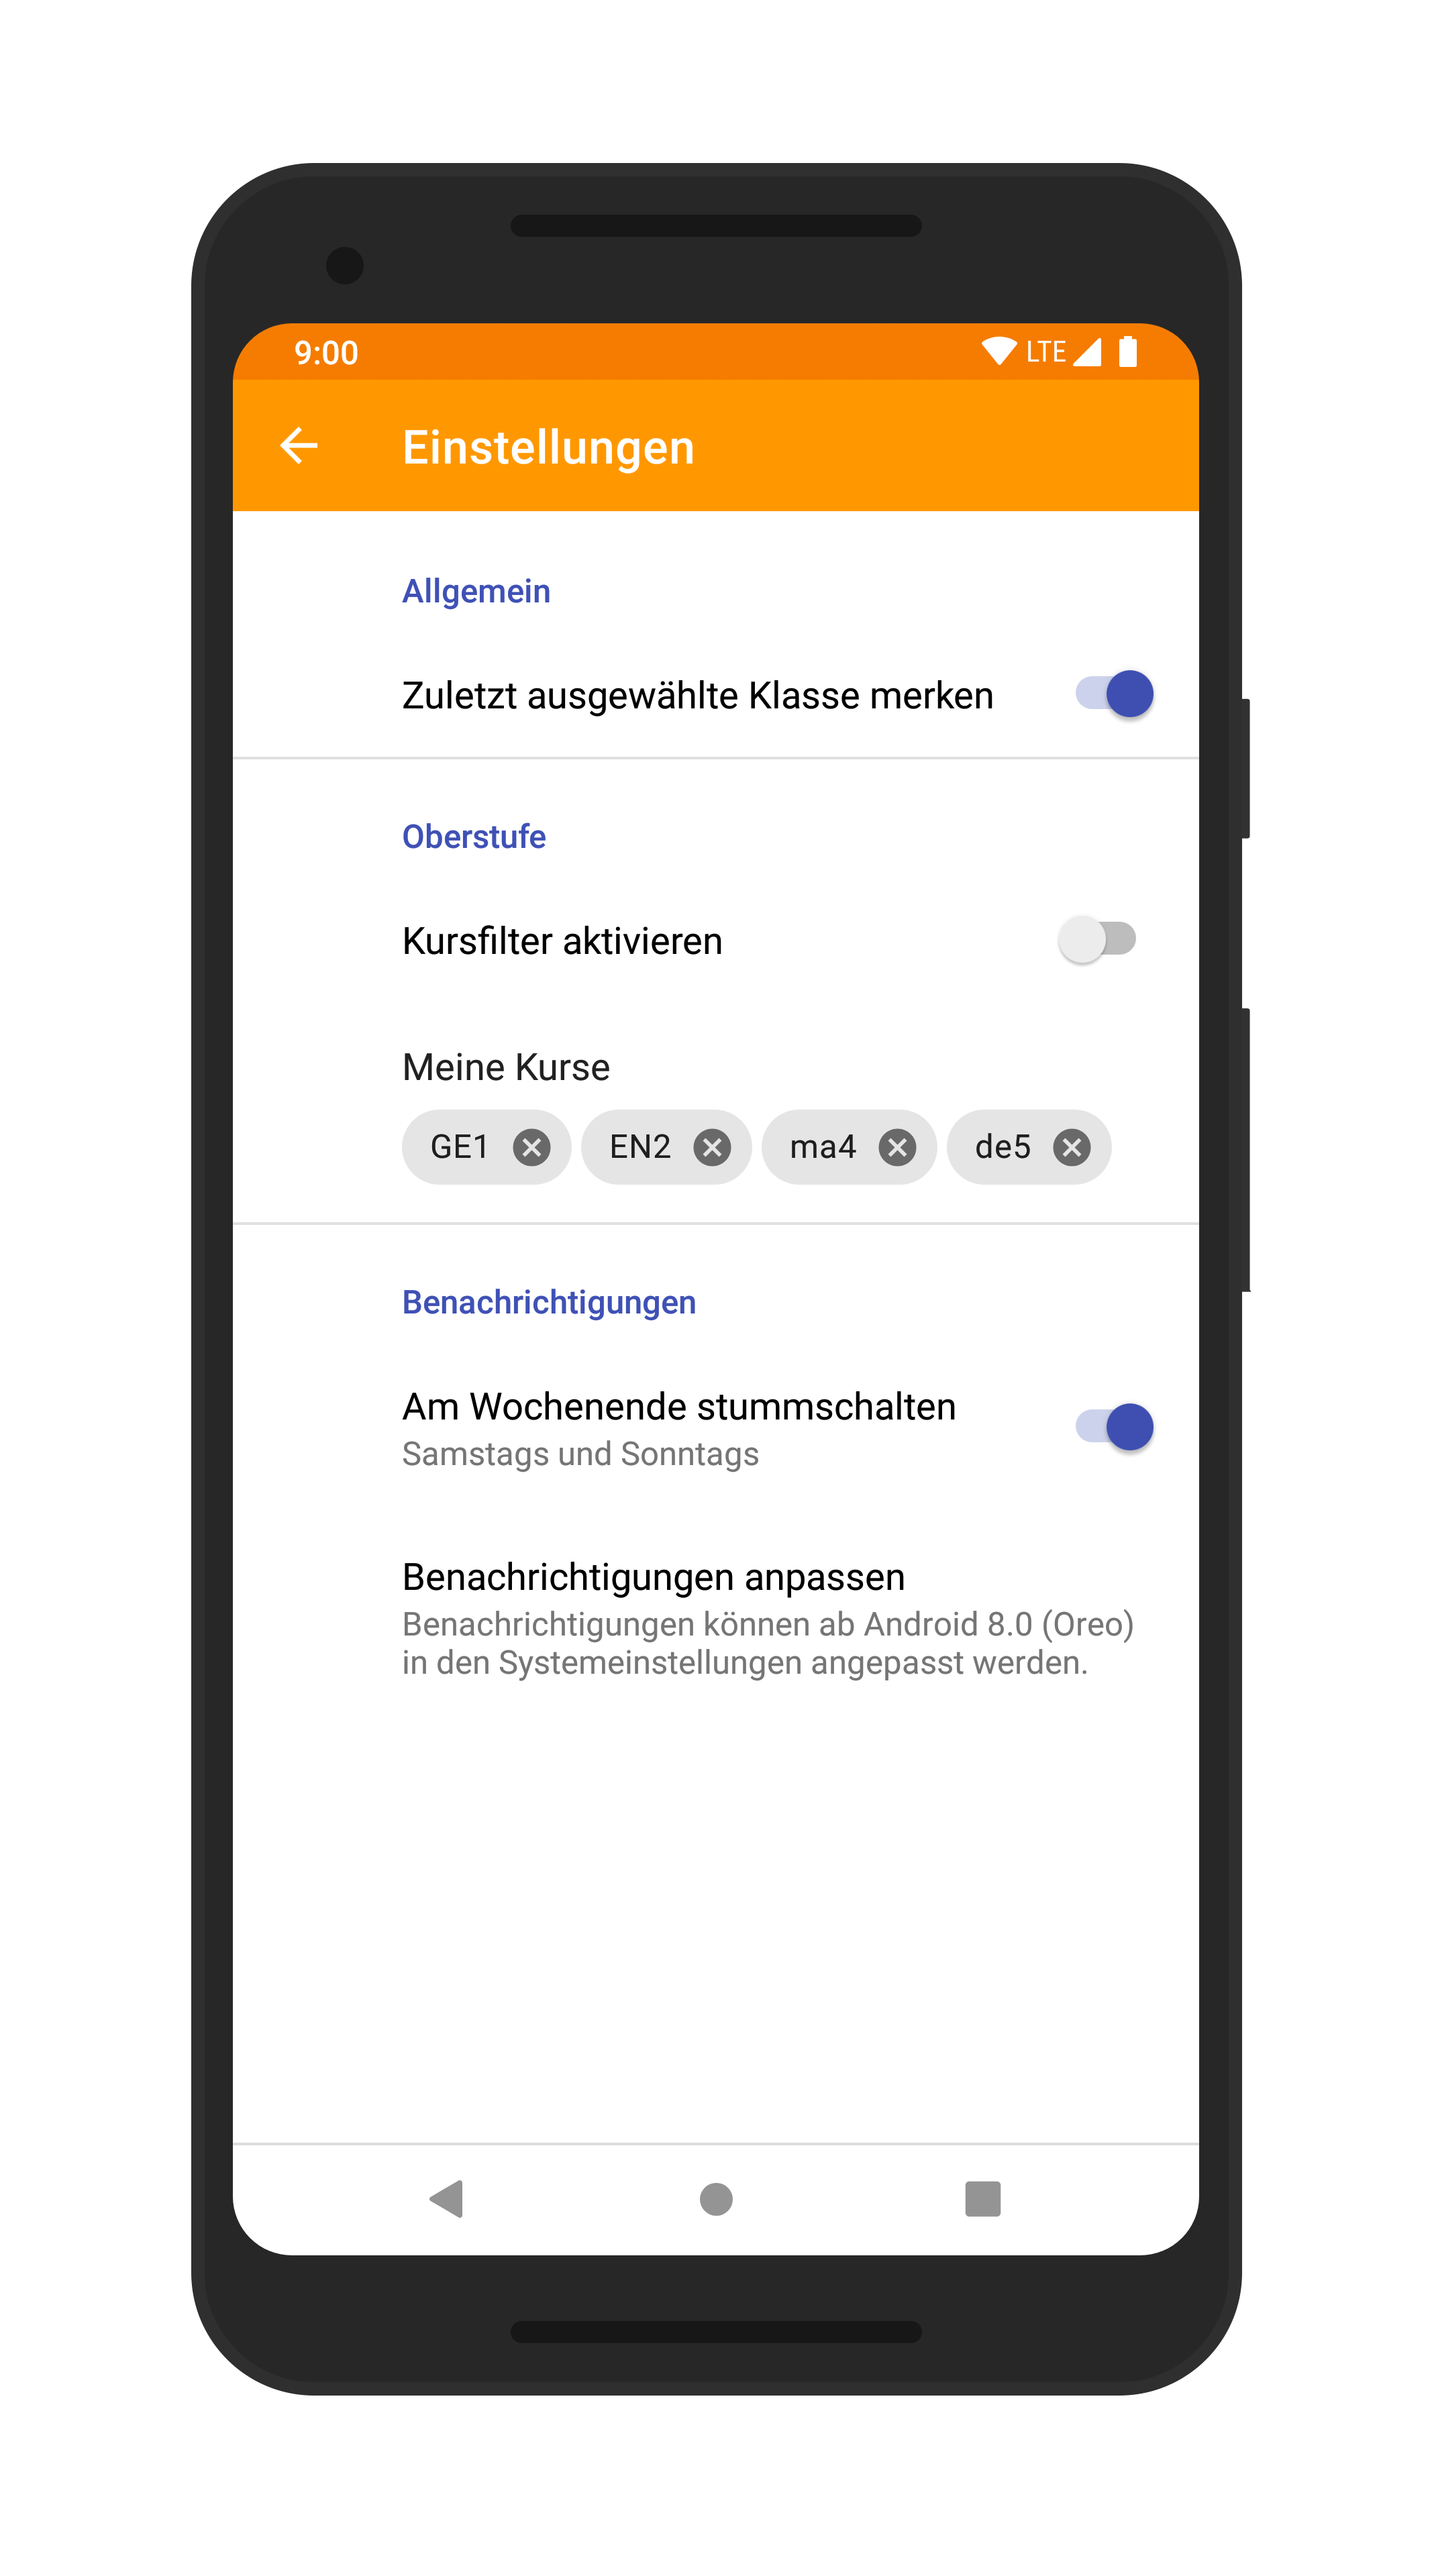 9:00 LTE
Einstellungen
Allgemein
Zuletzt ausgewählte Klasse merken
Oberstufe
Kursfilter aktivieren
Meine Kurse
GE1 EN2 ma4 de5
Benachrichtigungen
Am Wochenende stummschalten
Samstags und Sonntags
Benachrichtigungen anpassen
Benachrichtigungen können ab Android 8.0 (Oreo)
in den Systemeinstellungen angepasst werden.